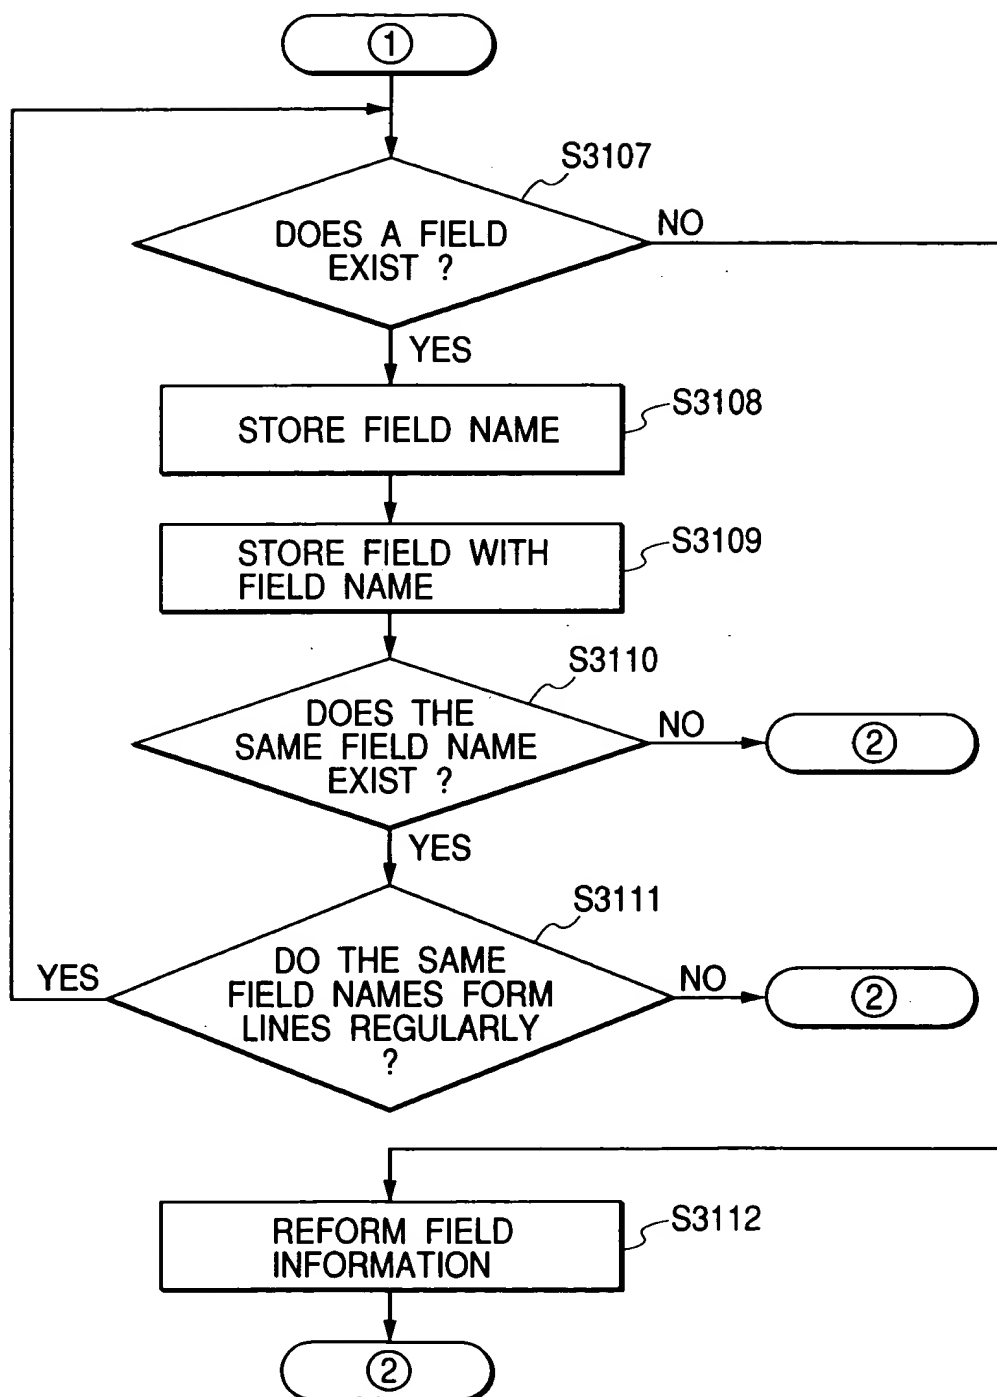 ①
S3107
DOES A FIELD
EXIST ?
NO
YES
STORE FIELD NAME
S3108
STORE FIELD WITH
FIELD NAME
S3109
S3110
DOES THE
SAME FIELD NAME
EXIST ?
NO
②
YES
S3111
DO THE SAME
FIELD NAMES FORM
LINES REGULARLY
?
YES
NO
②
REFORM FIELD
INFORMATION
S3112
②